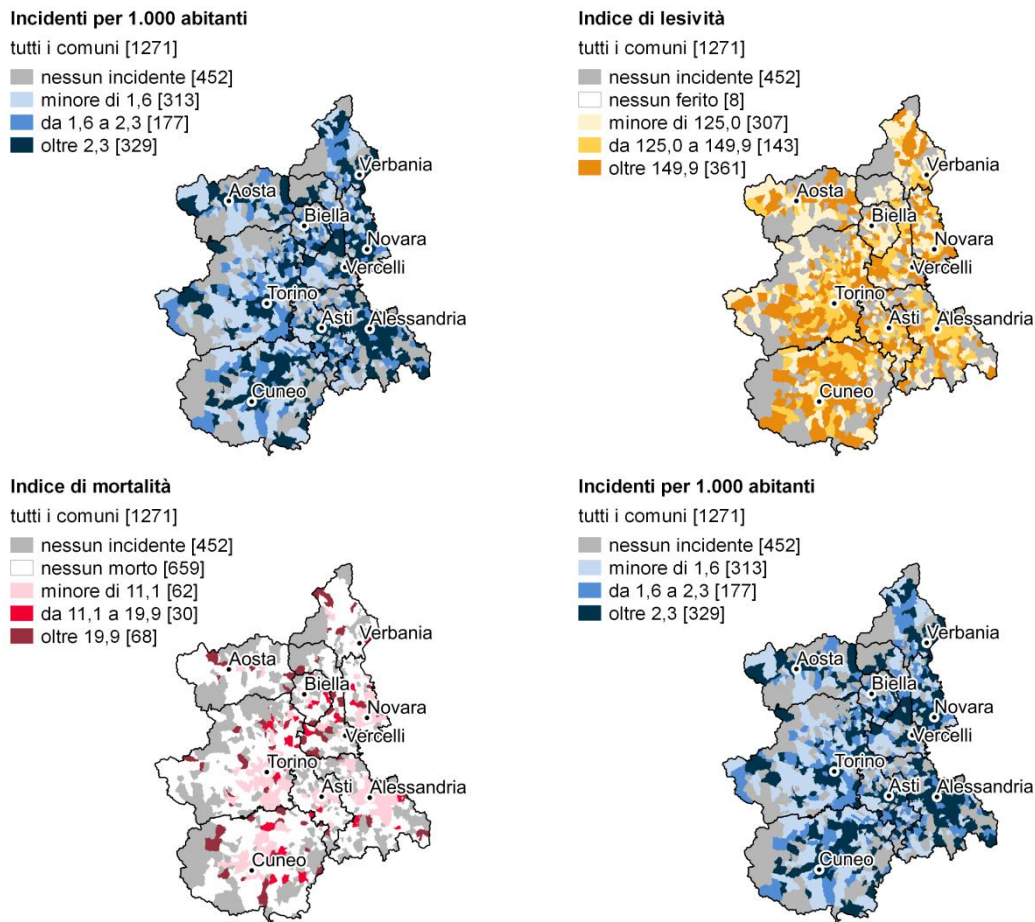 Incidenti per 1.000 abitanti
tutti i comuni [1271]
nessun incidente [452]
minore di 1,6 [313]
da 1,6 a 2,3 [177]
oltre 2,3 [329]
Verbania
Aosta
Biella
Novara
Vercelli
Torino
Asti
Alessandria
Cuneo
Indice di lesività
tutti i comuni [1271]
nessun incidente [452]
nessun ferito [8]
minore di 125,0 [307]
da 125,0 a 149,9 [143]
oltre 149,9 [361]
Verbania
Aosta
Biella
Novara
Vercelli
Torino
Asti
Alessandria
Cuneo
Indice di mortalità
tutti i comuni [1271]
nessun incidente [452]
nessun morto [659]
minore di 11,1 [62]
da 11,1 a 19,9 [30]
oltre 19,9 [68]
Verbania
Aosta
Biella
Novara
Vercelli
Torino
Asti
Alessandria
Cuneo
Incidenti per 1.000 abitanti
tutti i comuni [1271]
nessun incidente [452]
minore di 1,6 [313]
da 1,6 a 2,3 [177]
oltre 2,3 [329]
Verbania
Aosta
Biella
Novara
Vercelli
Torino
Asti
Alessandria
Cuneo